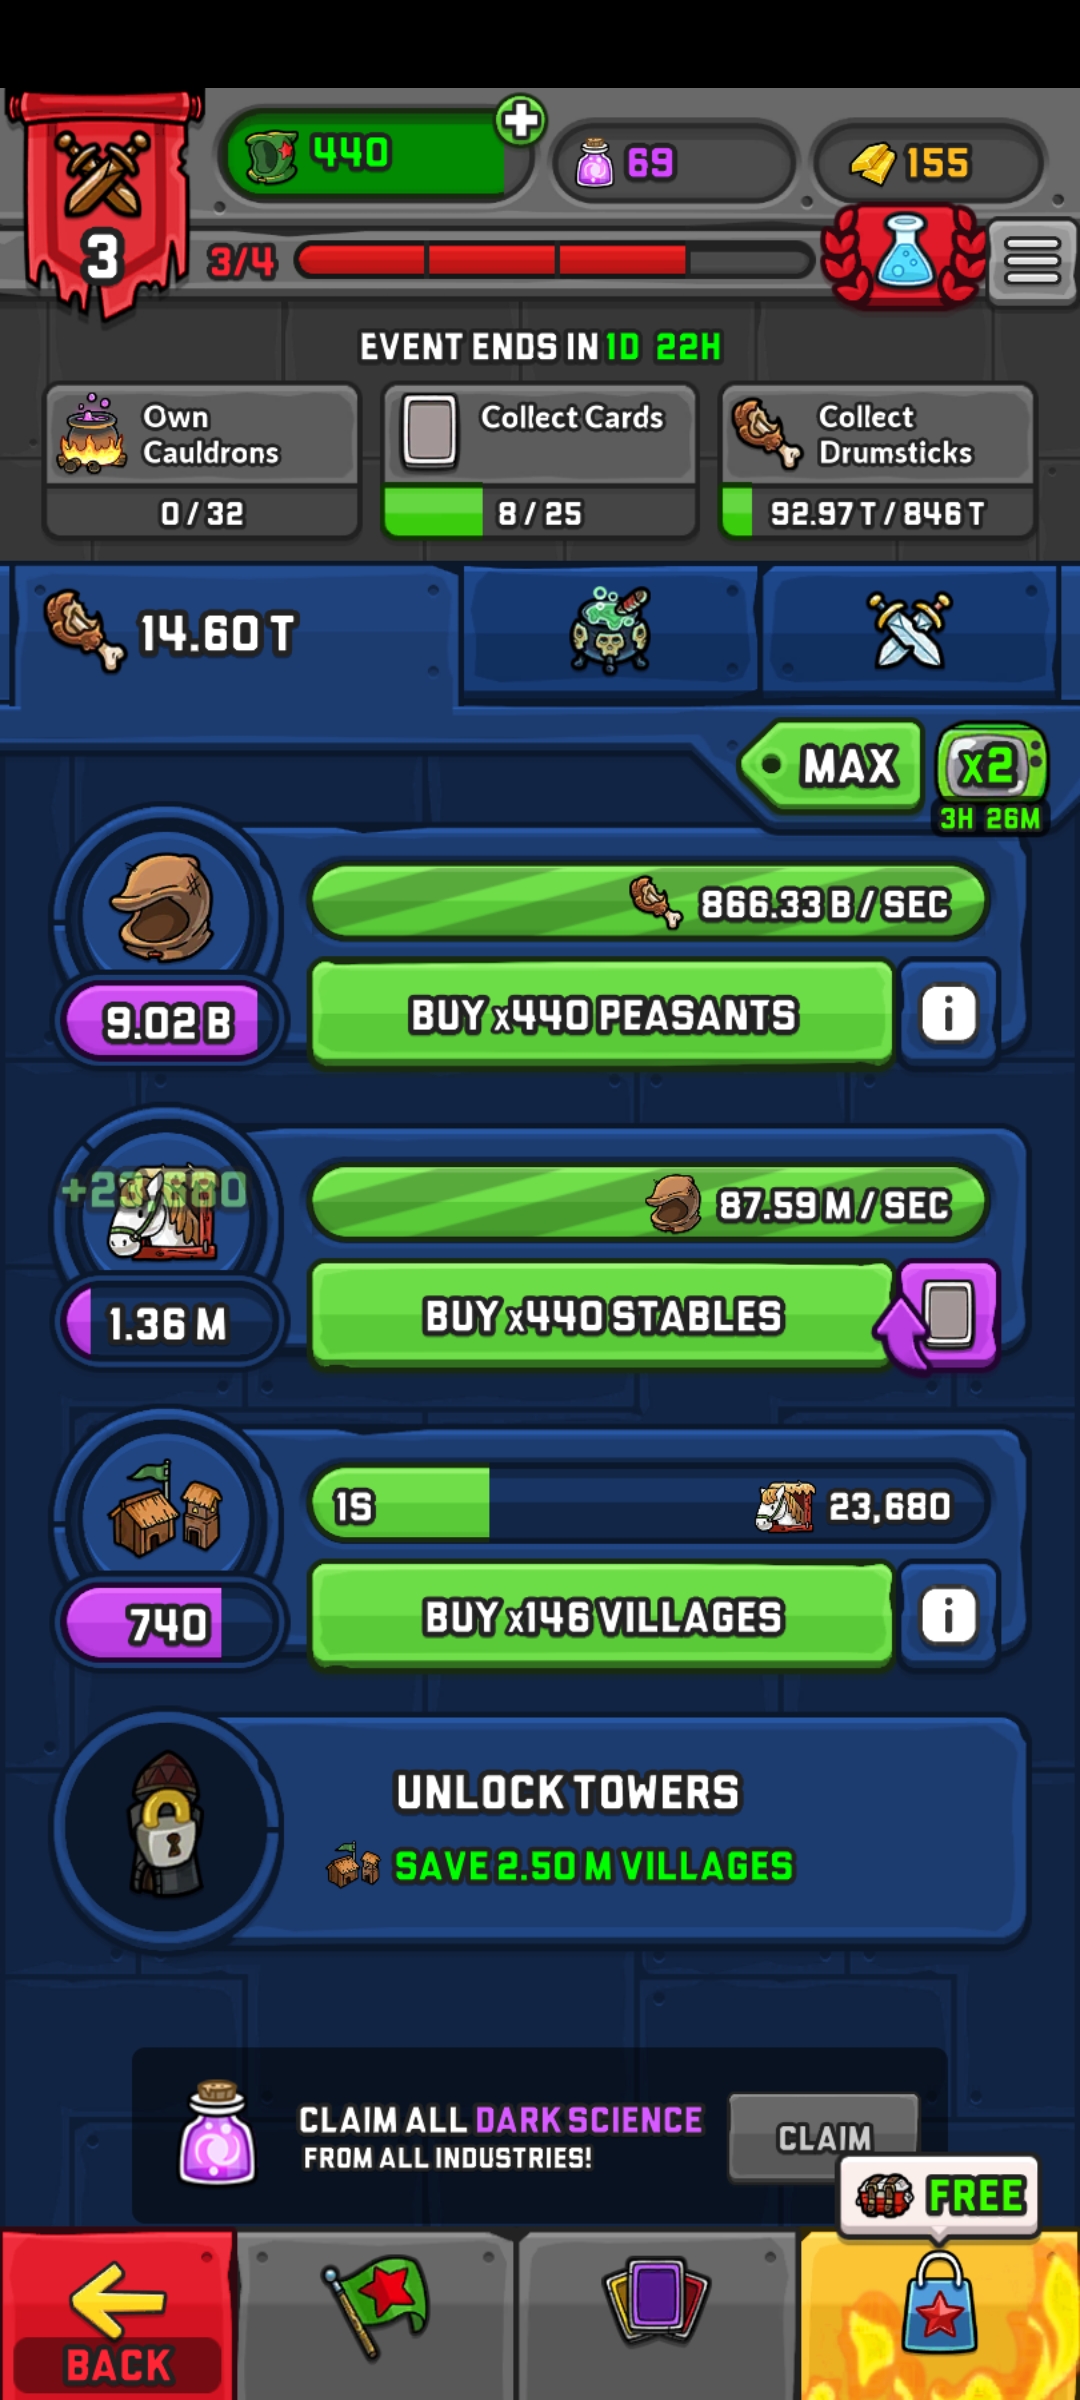 440
69
155
3
3/4
EVENT ENDS IN 1D 22H
Own
Cauldrons
0/32
Collect Cards
8/25
Collect
Drumsticks
92.97 T/846 T
14.60 T
MAX
x2
3H 26M
866.33 B/SEC
9.02 B
BUY x440 PEASANTS
i
+23,680
87.59 M/SEC
1.36 M
BUY x440 STABLES
1S
23,680
740
BUY x146 VILLAGES
i
UNLOCK TOWERS
SAVE 2.50 M VILLAGES
CLAIM ALL DARK SCIENCE
FROM ALL INDUSTRIES!
CLAIM
FREE
BACK